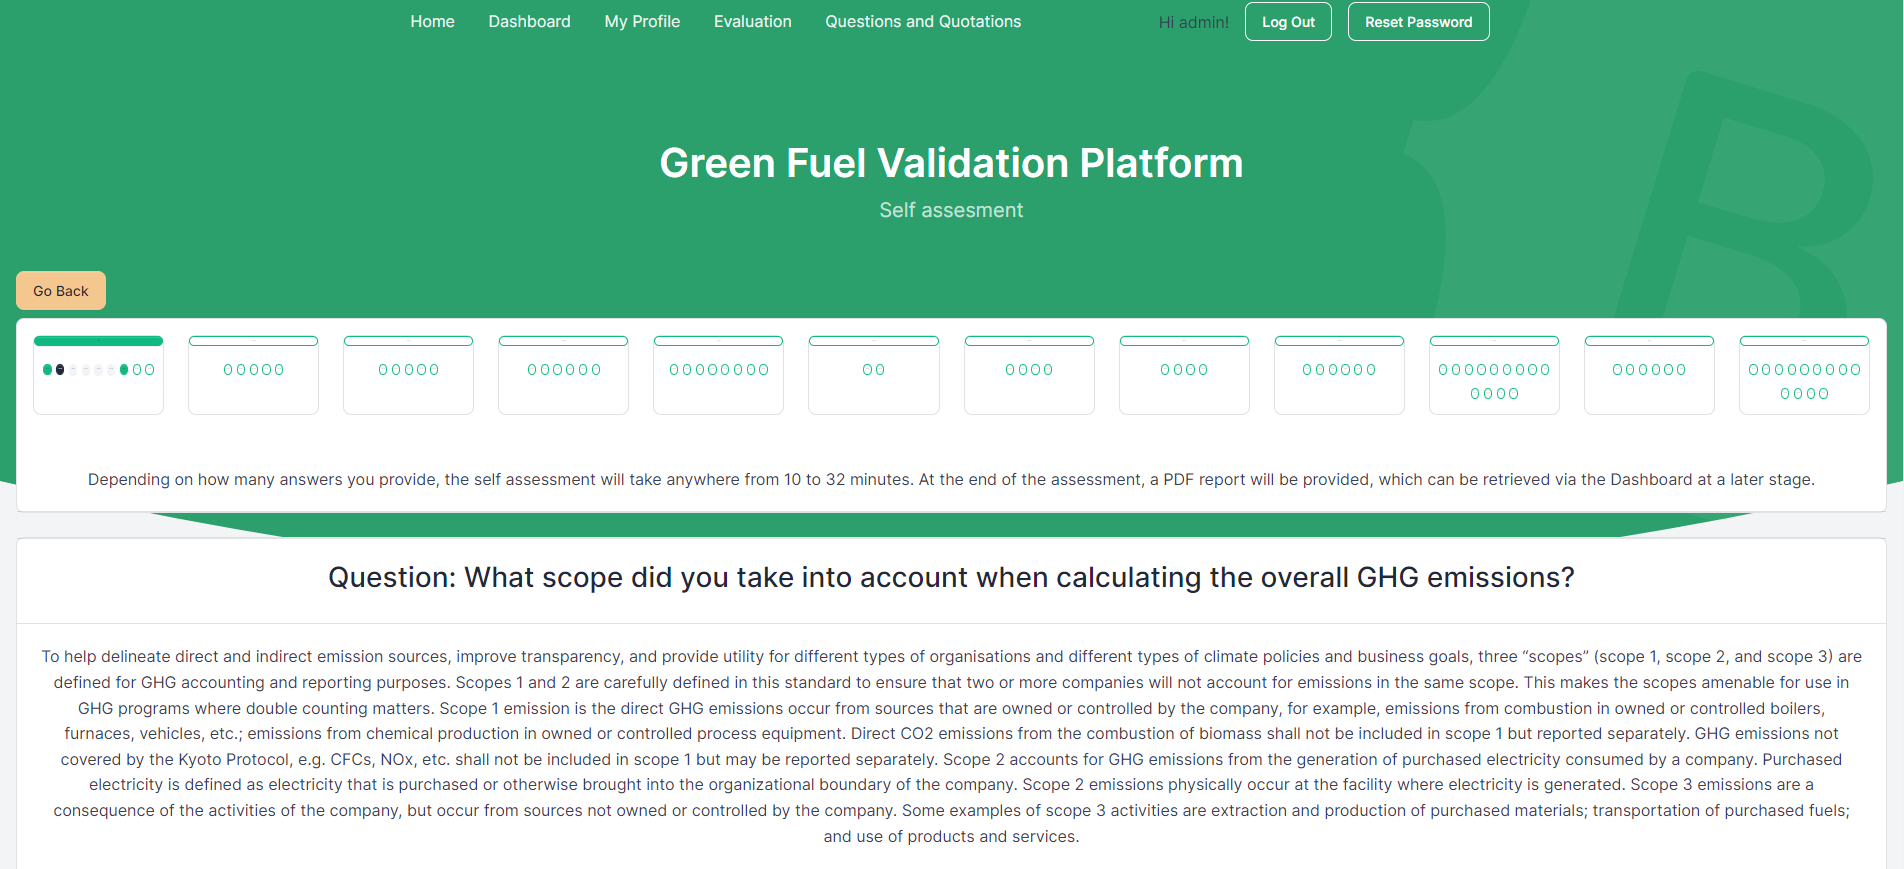 Home Dashboard My Profile Evaluation Questions and Quotations Hi admin! Log Out Reset Password
Green Fuel Validation Platform
Self assesment
Go Back
Depending on how many answers you provide, the self assessment will take anywhere from 10 to 32 minutes. At the end of the assessment, a PDF report will be provided, which can be retrieved via the Dashboard at a later stage.
Question: What scope did you take into account when calculating the overall GHG emissions?
To help delineate direct and indirect emission sources, improve transparency, and provide utility for different types of organisations and different types of climate policies and business goals, three “scopes” (scope 1, scope 2, and scope 3) are
defined for GHG accounting and reporting purposes. Scopes 1 and 2 are carefully defined in this standard to ensure that two or more companies will not account for emissions in the same scope. This makes the scopes amenable for use in
GHG programs where double counting matters. Scope 1 emission is the direct GHG emissions occur from sources that are owned or controlled by the company, for example, emissions from combustion in owned or controlled boilers,
furnaces, vehicles, etc.; emissions from chemical production in owned or controlled process equipment. Direct CO2 emissions from the combustion of biomass shall not be included in scope 1 but reported separately. GHG emissions not
covered by the Kyoto Protocol, e.g. CFCs, NOx, etc. shall not be included in scope 1 but may be reported separately. Scope 2 accounts for GHG emissions from the generation of purchased electricity consumed by a company. Purchased
electricity is defined as electricity that is purchased or otherwise brought into the organizational boundary of the company. Scope 2 emissions physically occur at the facility where electricity is generated. Scope 3 emissions are a
consequence of the activities of the company, but occur from sources not owned or controlled by the company. Some examples of scope 3 activities are extraction and production of purchased materials; transportation of purchased fuels;
and use of products and services.